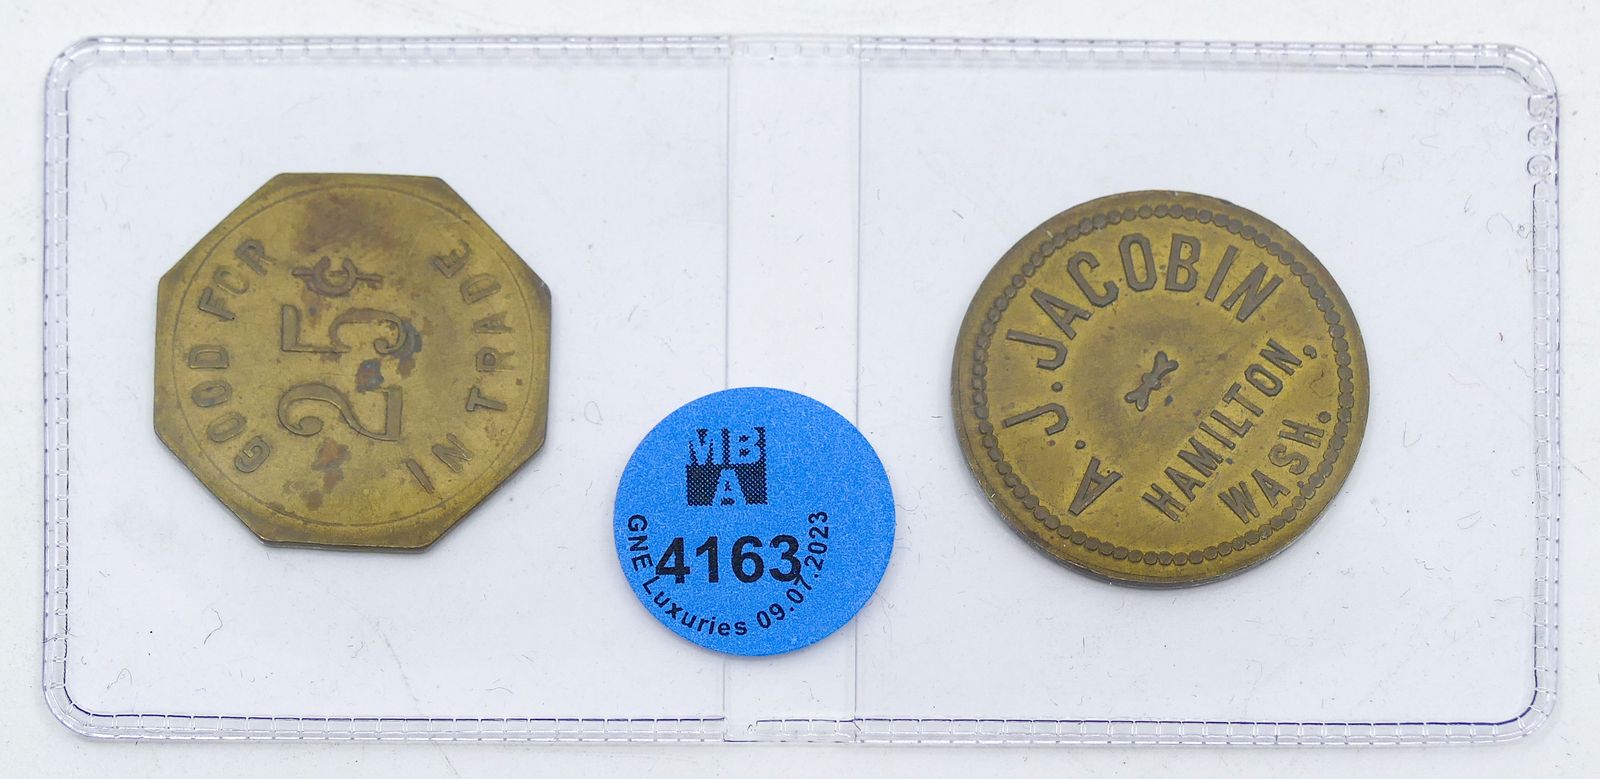 GOOD FOR
25¢
IN TRADE
MB
A
4163
GNE Luxuries 09.07.2023
A. J. JACOBIN
HAMILTON,
WASH.